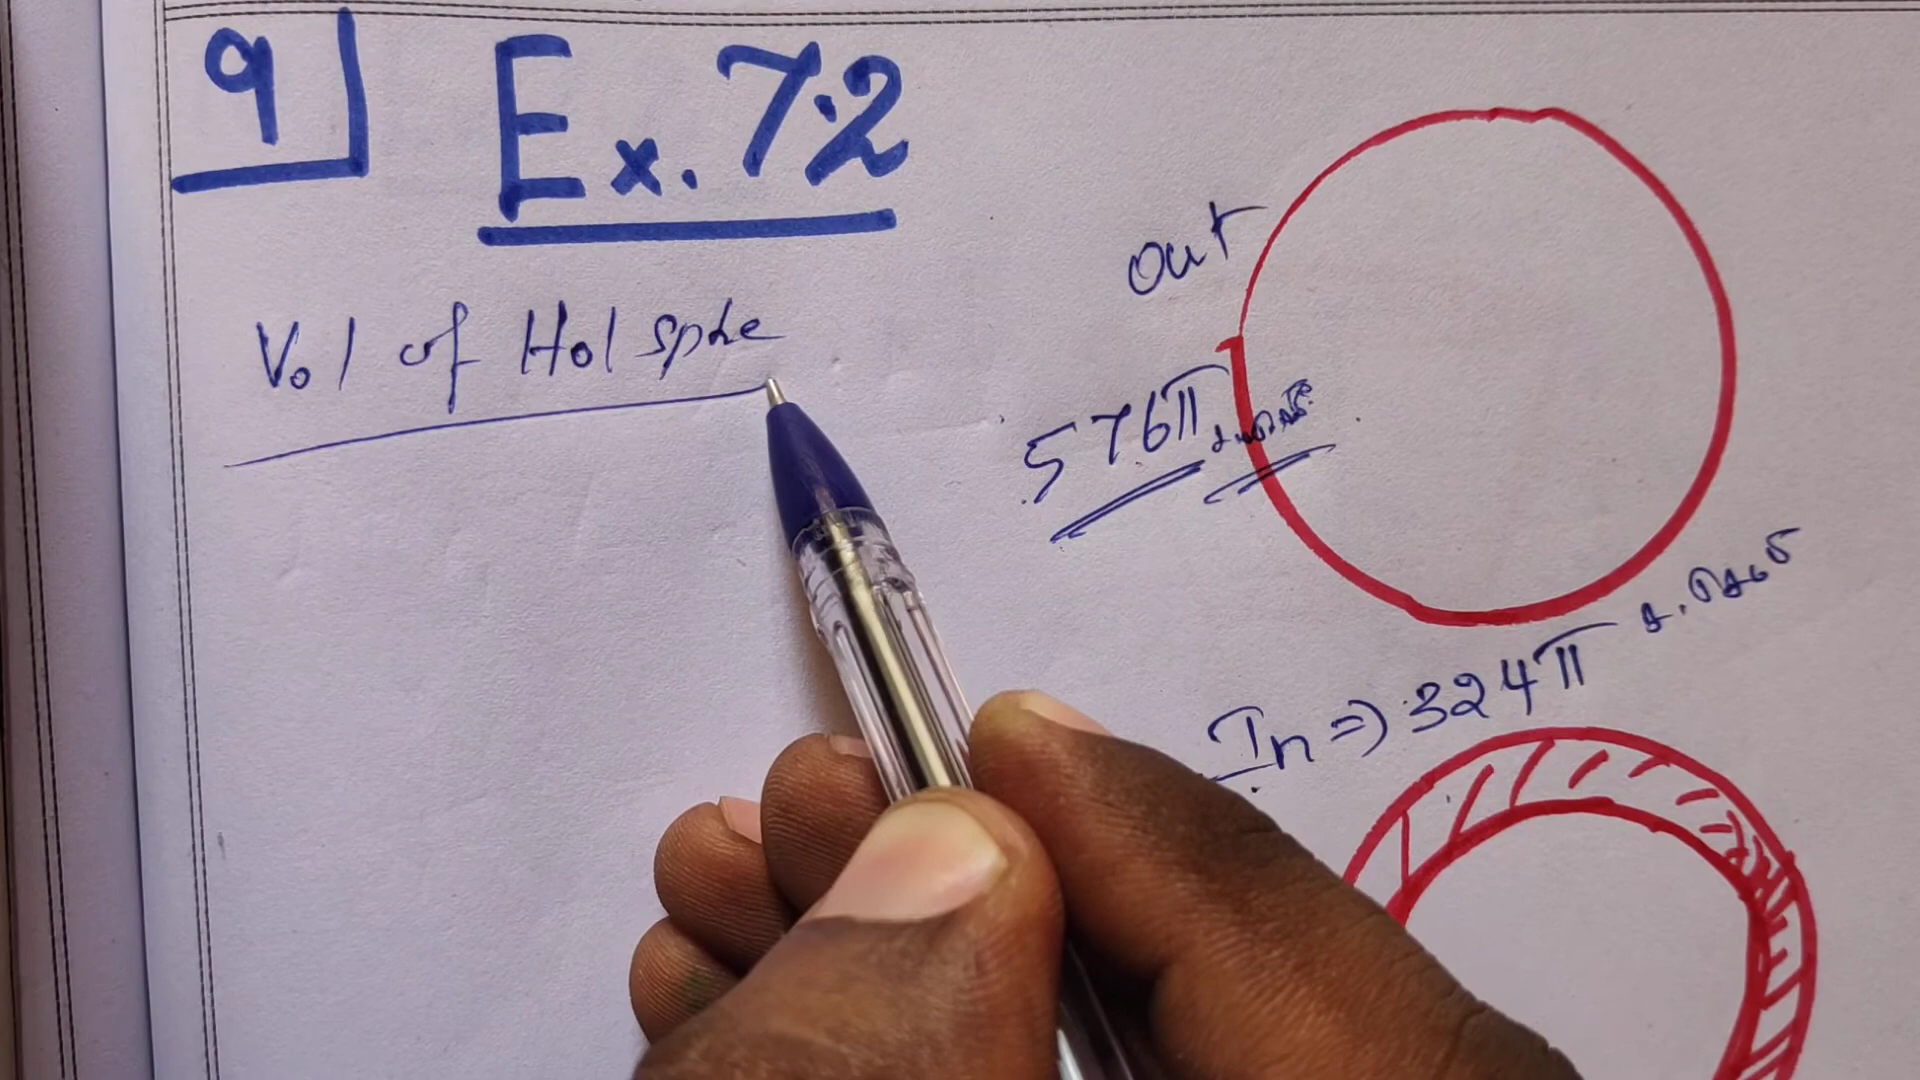 9
Ex. 7.2
Vol of Hol sphe
out
576π
In ⇒ 324π